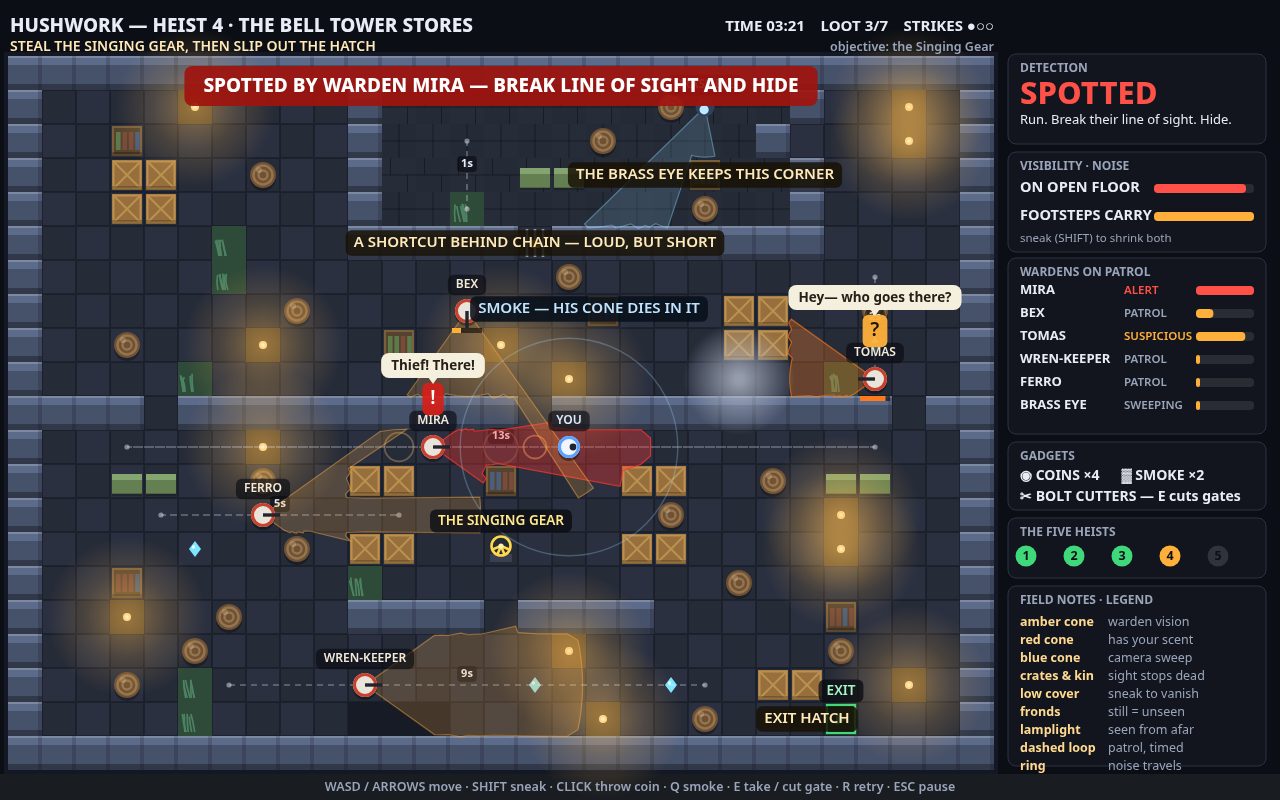 HUSHWORK — HEIST 4 · THE BELL TOWER STORES
TIME 03:21 LOOT 3/7 STRIKES ●○○
STEAL THE SINGING GEAR, THEN SLIP OUT THE HATCH
objective: the Singing Gear
SPOTTED BY WARDEN MIRA — BREAK LINE OF SIGHT AND HIDE
1s
THE BRASS EYE KEEPS THIS CORNER
A SHORTCUT BEHIND CHAIN — LOUD, BUT SHORT
BEX
SMOKE — HIS CONE DIES IN IT
Hey— who goes there?
?
TOMAS
Thief! There!
!
MIRA
YOU
13s
FERRO
5s
THE SINGING GEAR
WREN-KEEPER
9s
EXIT
EXIT HATCH
DETECTION
SPOTTED
Run. Break their line of sight. Hide.
VISIBILITY · NOISE
ON OPEN FLOOR
FOOTSTEPS CARRY
sneak (SHIFT) to shrink both
WARDENS ON PATROL
MIRA ALERT
BEX PATROL
TOMAS SUSPICIOUS
WREN-KEEPER PATROL
FERRO PATROL
BRASS EYE SWEEPING
GADGETS
◉ COINS ×4 ▓ SMOKE ×2
✂ BOLT CUTTERS — E cuts gates
THE FIVE HEISTS
1 2 3 4 5
FIELD NOTES · LEGEND
amber cone warden vision
red cone has your scent
blue cone camera sweep
crates & kin sight stops dead
low cover sneak to vanish
fronds still = unseen
lamplight seen from afar
dashed loop patrol, timed
ring noise travels
WASD / ARROWS move · SHIFT sneak · CLICK throw coin · Q smoke · E take / cut gate · R retry · ESC pause